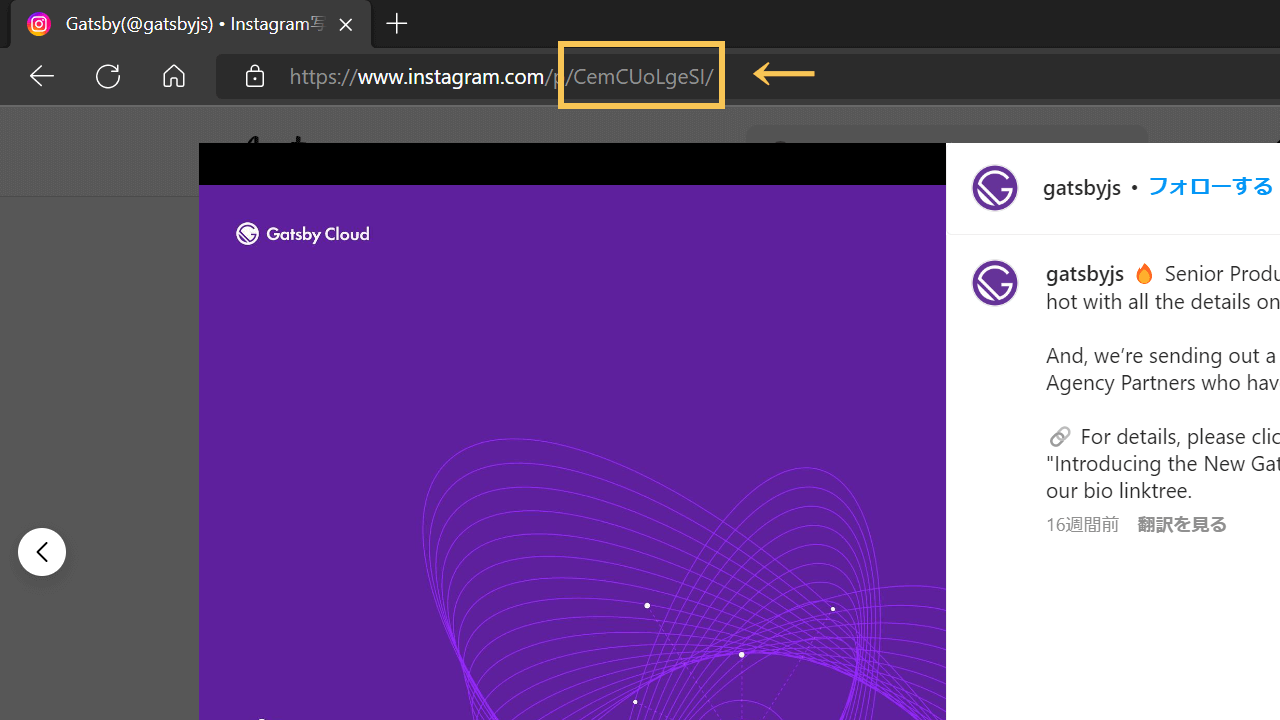 Gatsby(@gatsbyjs) • Instagram写
https://www.instagram.com/p/CemCUoLgeSI/
Gatsby Cloud
gatsbyjs • フォローする
gatsbyjs 🔥 Senior Produ
hot with all the details on
And, we’re sending out a
Agency Partners who hav
🔗 For details, please clic
"Introducing the New Gat
our bio linktree.
16週間前 翻訳を見る